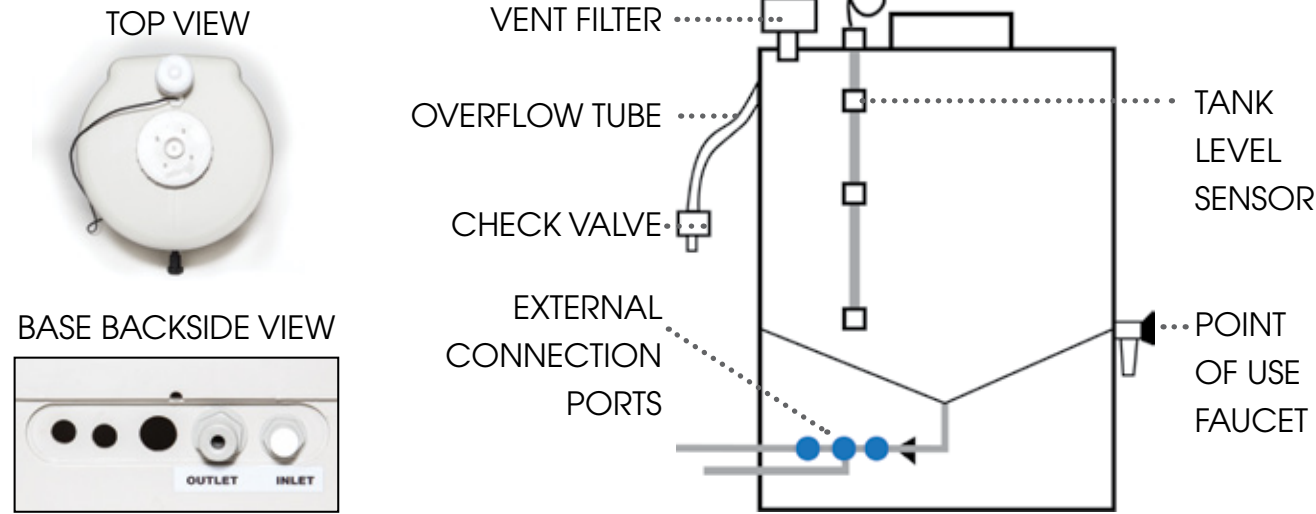 TOP VIEW
BASE BACKSIDE VIEW
OUTLET INLET
VENT FILTER
OVERFLOW TUBE
CHECK VALVE
EXTERNAL
CONNECTION
PORTS
TANK
LEVEL
SENSOR
POINT
OF USE
FAUCET